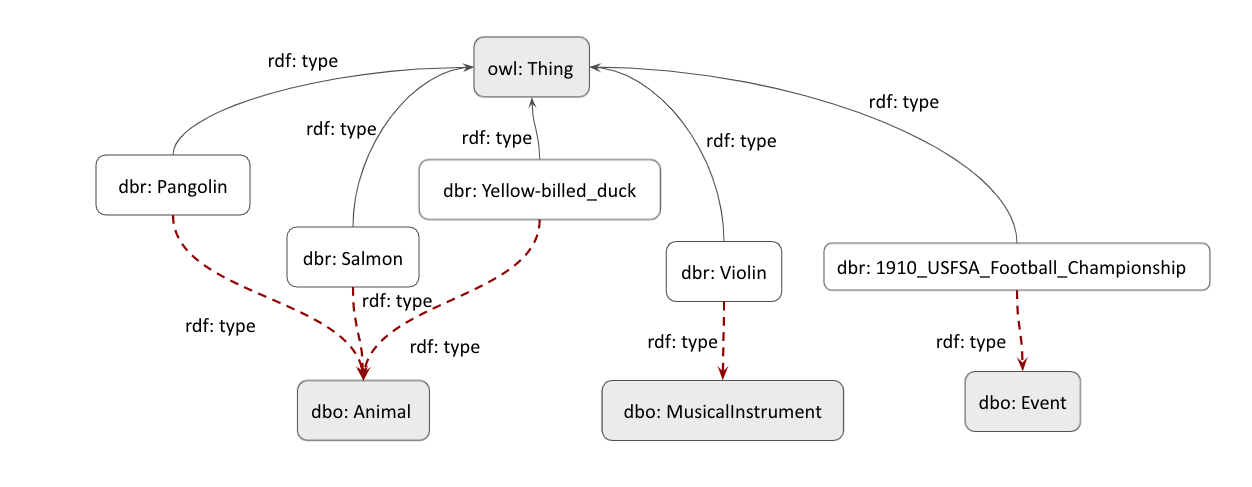 rdf: type
owl: Thing
rdf: type
rdf: type
rdf: type
rdf: type
dbr: Pangolin
dbr: Yellow-billed_duck
dbr: Salmon
dbr: Violin
dbr: 1910_USFSA_Football_Championship
rdf: type
rdf: type
rdf: type
rdf: type
rdf: type
dbo: Animal
dbo: MusicalInstrument
dbo: Event